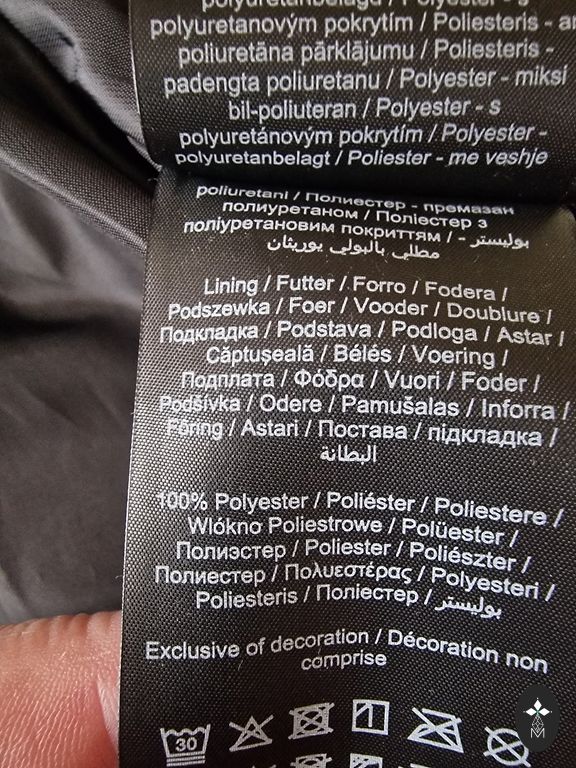 polyuretanbelagd / Polyester - s
polyuretanovým pokrytím / Poliesteris - ar
poliuretāna pārklājumu / Poliesteris -
padengta poliuretanu / Polyester - miksi
bil-poliuteran / Polyester - s
polyuretánovým pokrytím / Polyester -
polyuretanbelagt / Poliester - me veshje
poliuretani / Полиестер - премазан
полиуретаном / Поліестер з
поліуретановим покриттям / - بوليستر
مطلي بالبولي يوريثان
Lining / Futter / Forro / Fodera /
Podszewka / Foer / Vooder / Doublure /
Подкладка / Podstava / Podloga / Astar /
Căptușeală / Bélés / Voering /
Подплата / Φόδρα / Vuori / Foder /
Podšívka / Odere / Pamušalas / Inforra /
Fóring / Astari / Постава / підкладка /
البطانة
100% Polyester / Poliéster / Poliestere /
Wlókno Poliestrowe / Polüester /
Полиэстер / Poliester / Poliészter /
Полиестер / Πολυεστέρας / Polyesteri /
Poliesteris / Поліестер / بوليستر
Exclusive of decoration / Décoration non
comprise
30
M